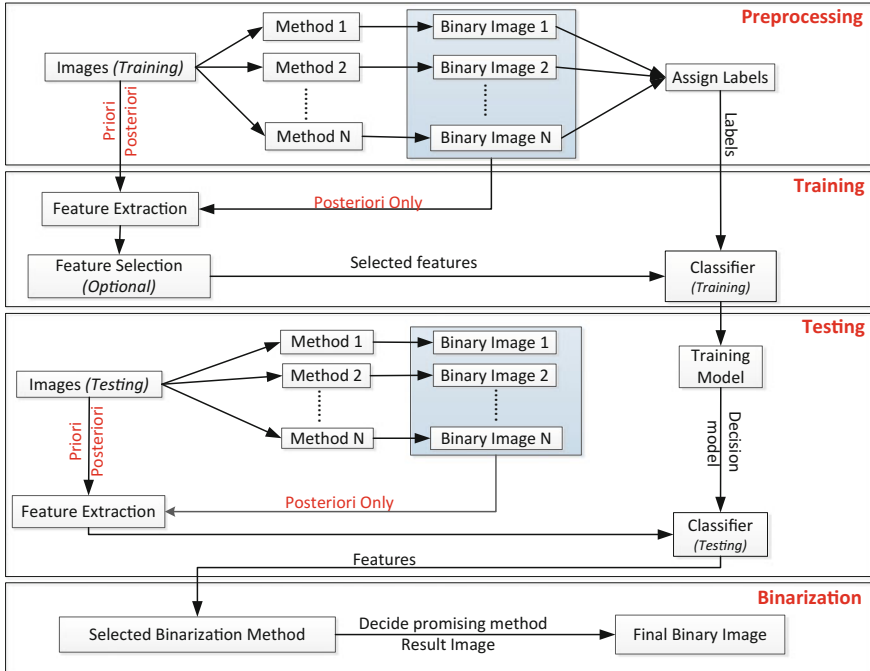 Preprocessing
Method 1
Binary Image 1
Images (Training)
Method 2
Binary Image 2
Assign Labels
Priori
Posteriori
Method N
Binary Image N
Labels
Training
Feature Extraction
Posteriori Only
Feature Selection
(Optional)
Selected features
Classifier
(Training)
Testing
Method 1
Binary Image 1
Images (Testing)
Method 2
Binary Image 2
Training
Model
Priori
Posteriori
Method N
Binary Image N
Decision
model
Feature Extraction
Posteriori Only
Classifier
(Testing)
Features
Binarization
Selected Binarization Method
Decide promising method
Result Image
Final Binary Image